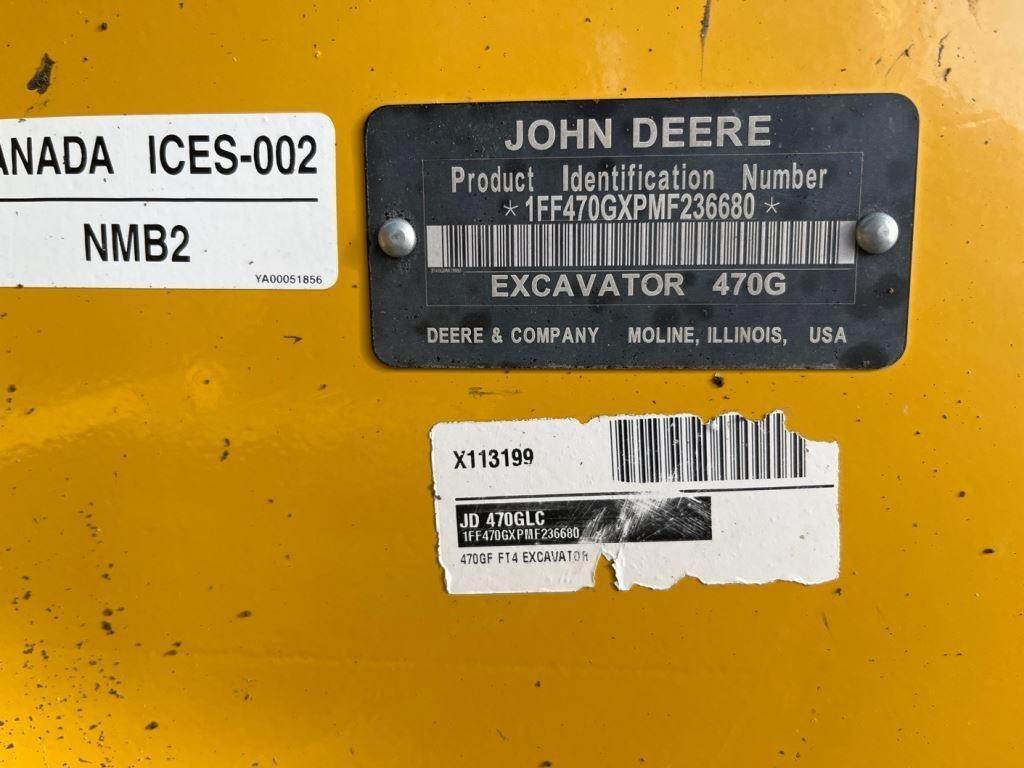 ANADA ICES-002
NMB2
YA00051856
JOHN DEERE
Product Identification Number
*1FF470GXPMF236680*
EXCAVATOR 470G
DEERE & COMPANY MOLINE, ILLINOIS, USA
X113199
JD 470GLC
1FF470GXPMF236680
470GF FT4 EXCAVATOR